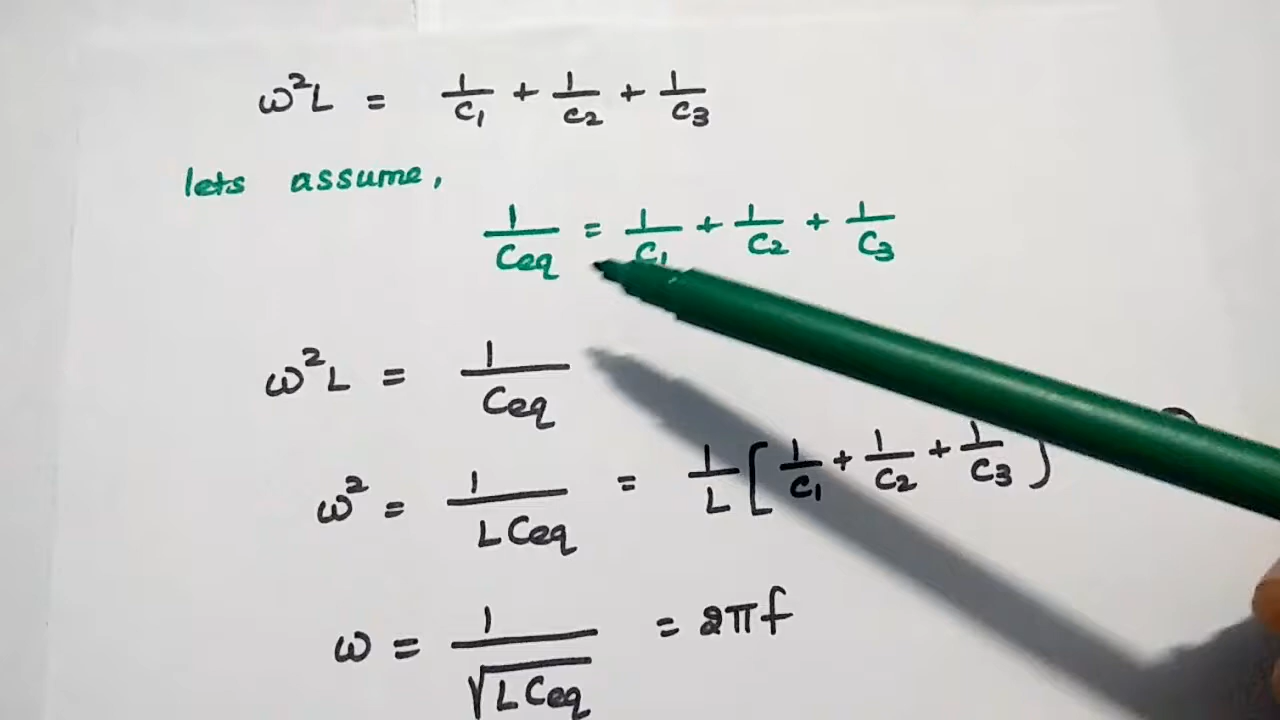 ω²L = 1/C₁ + 1/C₂ + 1/C₃
lets assume,
1/Ceq = 1/C₁ + 1/C₂ + 1/C₃
ω²L = 1/Ceq
ω² = 1/LCeq = 1/L [1/C₁ + 1/C₂ + 1/C₃]
ω = 1/√LCeq = 2πf